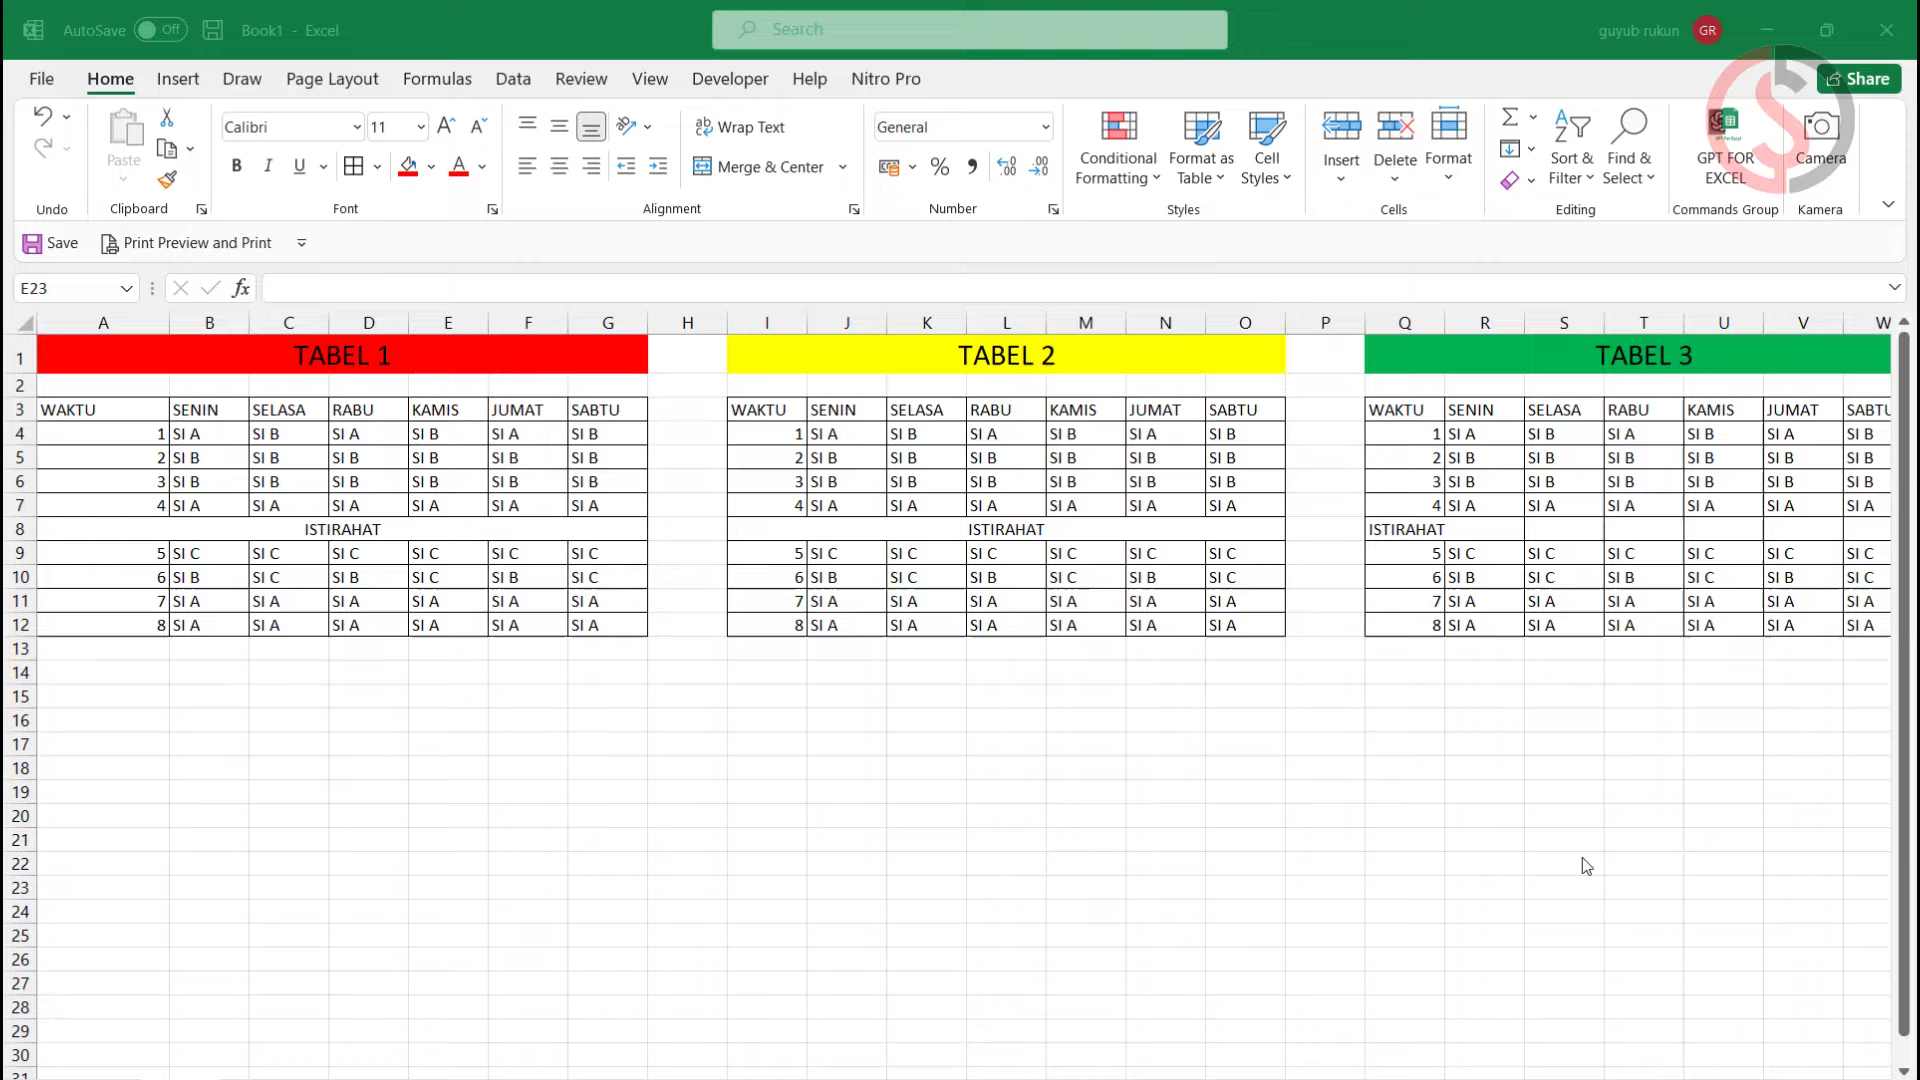 AutoSave Off Book1 - Excel Search guyub rukun GR
File Home Insert Draw Page Layout Formulas Data Review View Developer Help Nitro Pro Share
Paste Calibri 11 Wrap Text General Conditional Formatting Format as Table Cell Styles Insert Delete Format Sort & Filter Find & Select GPT FOR EXCEL Camera
B I U A Merge & Center %
Undo Clipboard Font Alignment Number Styles Cells Editing Commands Group Kamera
Save Print Preview and Print
E23 fx
A B C D E F G H I J K L M N O P Q R S T U V W
1 TABEL 1 TABEL 2 TABEL 3
2
3 WAKTU SENIN SELASA RABU KAMIS JUMAT SABTU WAKTU SENIN SELASA RABU KAMIS JUMAT SABTU WAKTU SENIN SELASA RABU KAMIS JUMAT SABTU
4 1 SI A SI B SI A SI B SI A SI B 1 SI A SI B SI A SI B SI A SI B 1 SI A SI B SI A SI B SI A SI B
5 2 SI B SI B SI B SI B SI B SI B 2 SI B SI B SI B SI B SI B SI B 2 SI B SI B SI B SI B SI B SI B
6 3 SI B SI B SI B SI B SI B SI B 3 SI B SI B SI B SI B SI B SI B 3 SI B SI B SI B SI B SI B SI B
7 4 SI A SI A SI A SI A SI A SI A 4 SI A SI A SI A SI A SI A SI A 4 SI A SI A SI A SI A SI A SI A
8 ISTIRAHAT ISTIRAHAT ISTIRAHAT
9 5 SI C SI C SI C SI C SI C SI C 5 SI C SI C SI C SI C SI C SI C 5 SI C SI C SI C SI C SI C SI C
10 6 SI B SI C SI B SI C SI B SI C 6 SI B SI C SI B SI C SI B SI C 6 SI B SI C SI B SI C SI B SI C
11 7 SI A SI A SI A SI A SI A SI A 7 SI A SI A SI A SI A SI A SI A 7 SI A SI A SI A SI A SI A SI A
12 8 SI A SI A SI A SI A SI A SI A 8 SI A SI A SI A SI A SI A SI A 8 SI A SI A SI A SI A SI A SI A
13
14
15
16
17
18
19
20
21
22
23
24
25
26
27
28
29
30
31